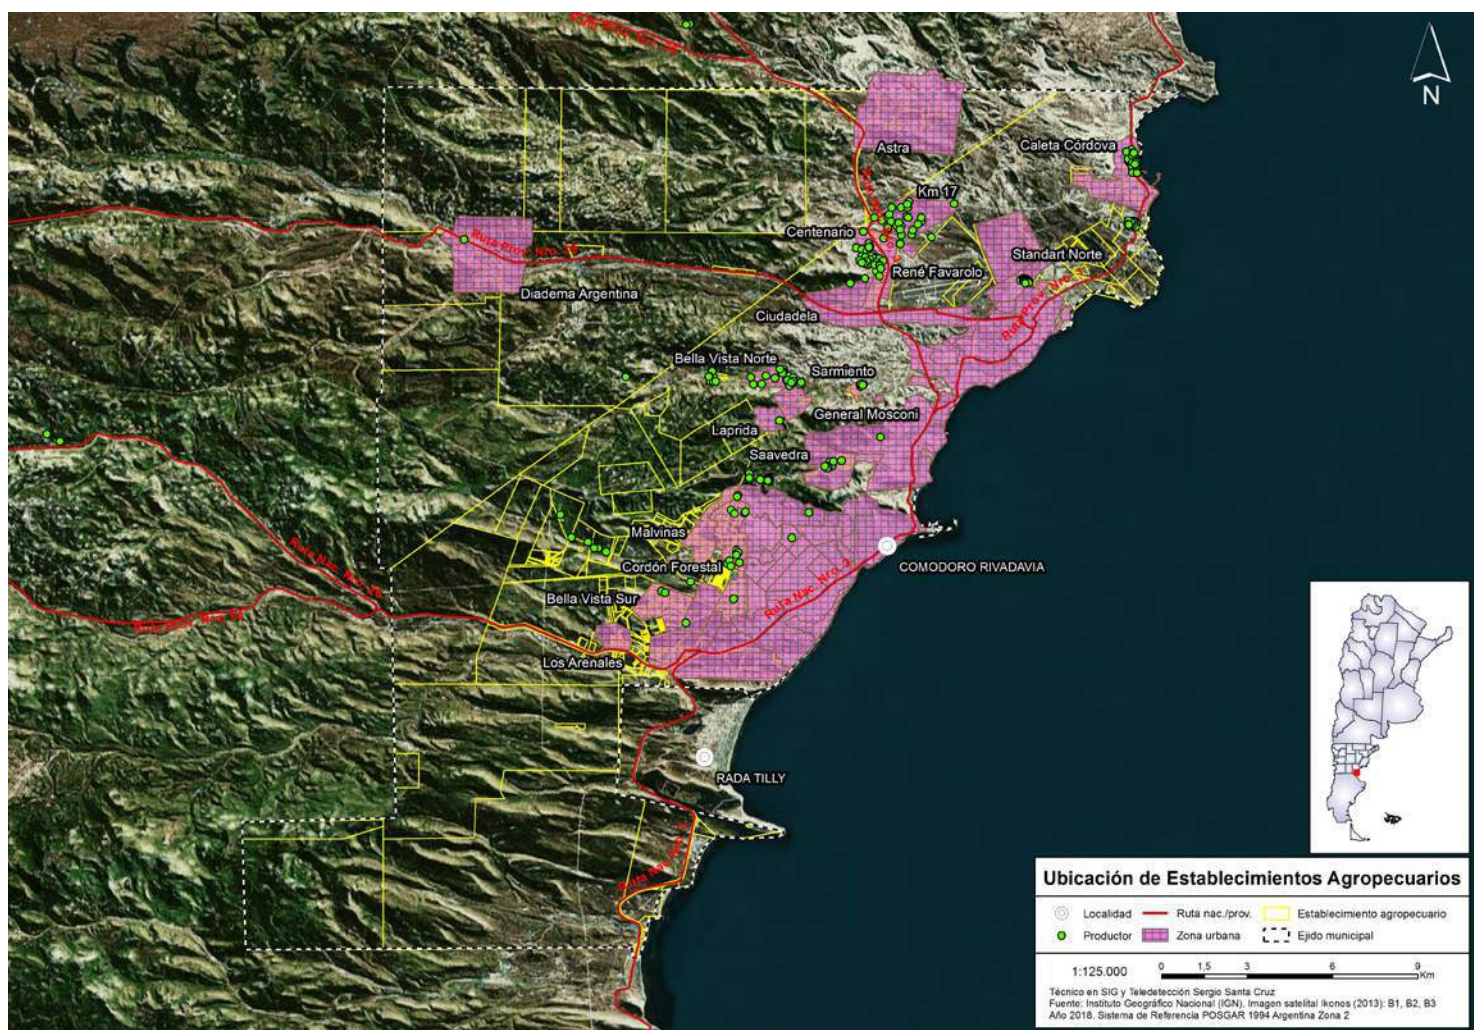 Ruta Prov. Nro. 39
N
Astra
Caleta Córdova
Km 17
Centenario
Standart Norte
René Favarolo
Diadema Argentina
Ciudadela
Bella Vista Norte
Sarmiento
General Mosconi
Laprida
Saavedra
Malvinas
COMODORO RIVADAVIA
Cordón Forestal
Ruta Nac. Nro. 3
Ruta Nac. Nro. 26
Bella Vista Sur
Los Arenales
RADA TILLY
Ubicación de Establecimientos Agropecuarios
Localidad Ruta nac./prov. Establecimiento agropecuario
Productor Zona urbana Ejido municipal
1:125.000 0 1,5 3 6 9 Km
Técnico en SIG y Teledetección Sergio Santa Cruz
Fuente: Instituto Geográfico Nacional (IGN). Imagen satelital Ikonos (2013): B1, B2, B3
Año 2018. Sistema de Referencia POSGAR 1994 Argentina Zona 2